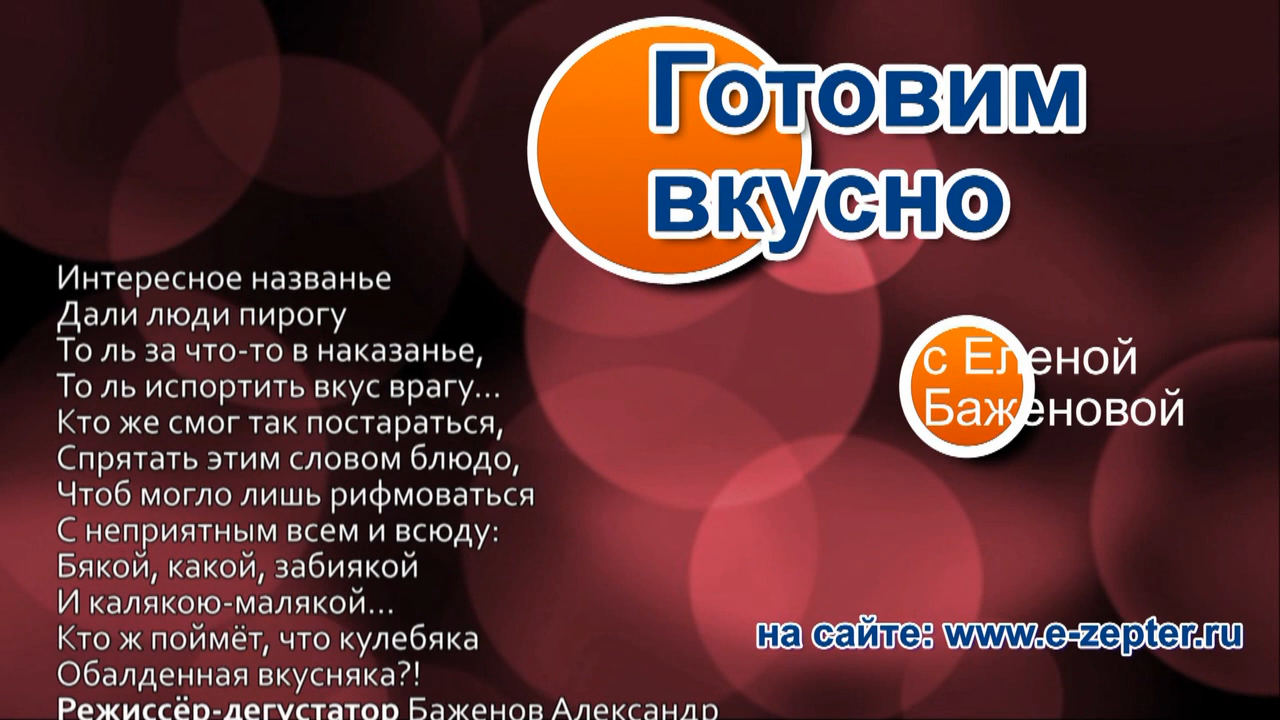 Готовим
вкусно
с Еленой
Баженовой
Интересное названье
Дали люди пирогу
То ль за что-то в наказанье,
То ль испортить вкус врагу...
Кто же смог так постараться,
Спрятать этим словом блюдо,
Чтоб могло лишь рифмоваться
С неприятным всем и всюду:
Бякой, какой, забиякой
И калякою-малякой...
Кто ж поймёт, что кулебяка
Обалденная вкусняка?!
Режиссёр-дегустатор Баженов Александр
на сайте: www.e-zepter.ru